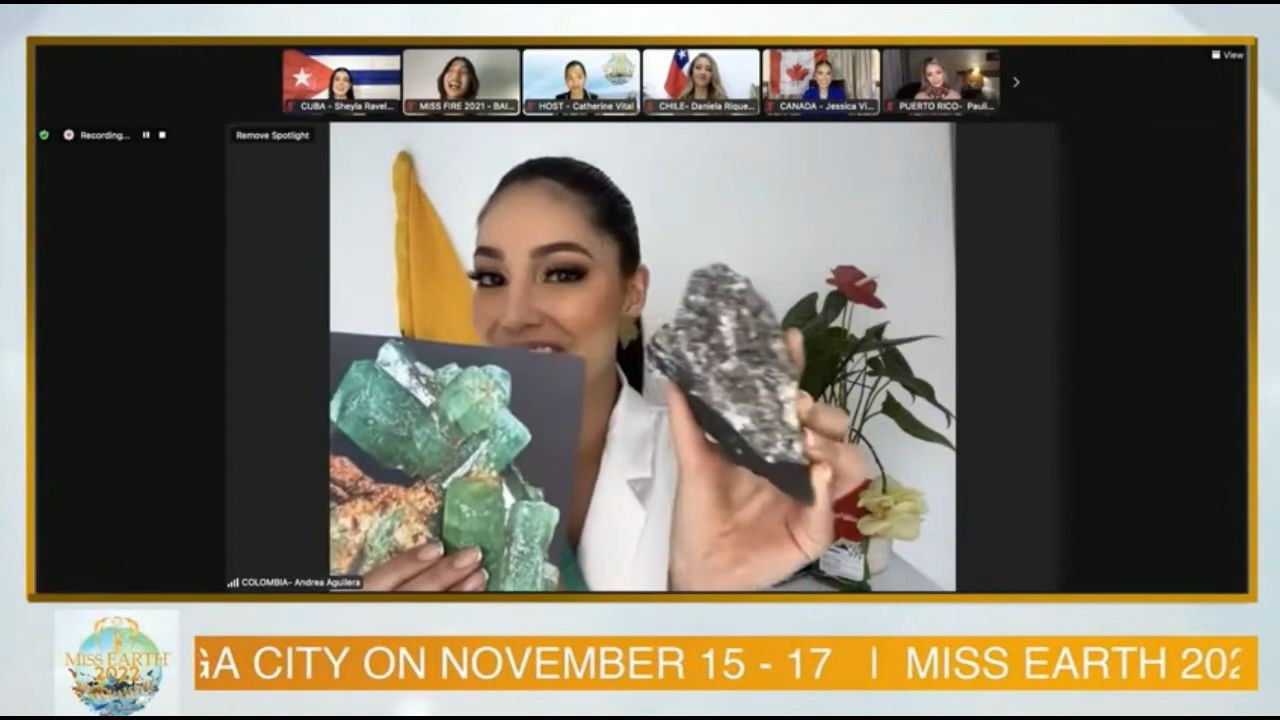 View
CUBA - Sheyla Ravel...
MISS FIRE 2021 - BAI...
HOST - Catherine Vital
CHILE- Daniela Rique...
CANADA - Jessica Vi...
PUERTO RICO- Pauli...
Recording...
Remove Spotlight
COLOMBIA- Andrea Aguilera
MISS EARTH
2022
GA CITY ON NOVEMBER 15 - 17 | MISS EARTH 202